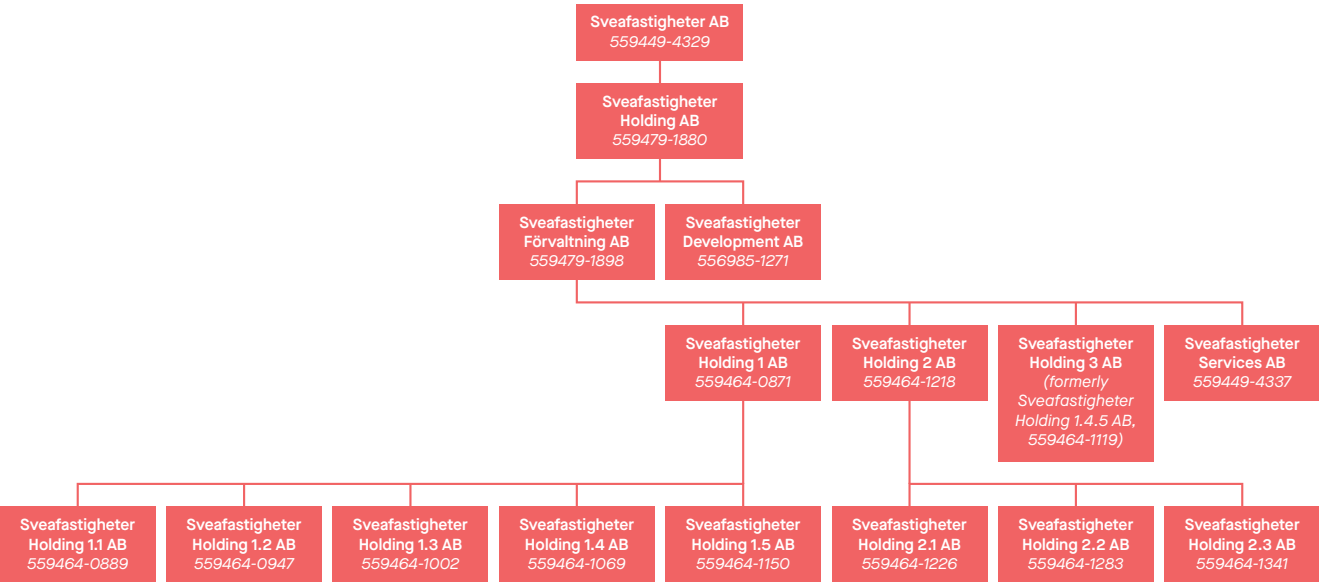 Sveafastigheter AB
559449-4329
Sveafastigheter
Holding AB
559479-1880
Sveafastigheter
Förvaltning AB
559479-1898
Sveafastigheter
Development AB
556985-1271
Sveafastigheter
Holding 1 AB
559464-0871
Sveafastigheter
Holding 2 AB
559464-1218
Sveafastigheter
Holding 3 AB
(formerly
Sveafastigheter
Holding 1.4.5 AB,
559464-1119)
Sveafastigheter
Services AB
559449-4337
Sveafastigheter
Holding 1.1 AB
559464-0889
Sveafastigheter
Holding 1.2 AB
559464-0947
Sveafastigheter
Holding 1.3 AB
559464-1002
Sveafastigheter
Holding 1.4 AB
559464-1069
Sveafastigheter
Holding 1.5 AB
559464-1150
Sveafastigheter
Holding 2.1 AB
559464-1226
Sveafastigheter
Holding 2.2 AB
559464-1283
Sveafastigheter
Holding 2.3 AB
559464-1341